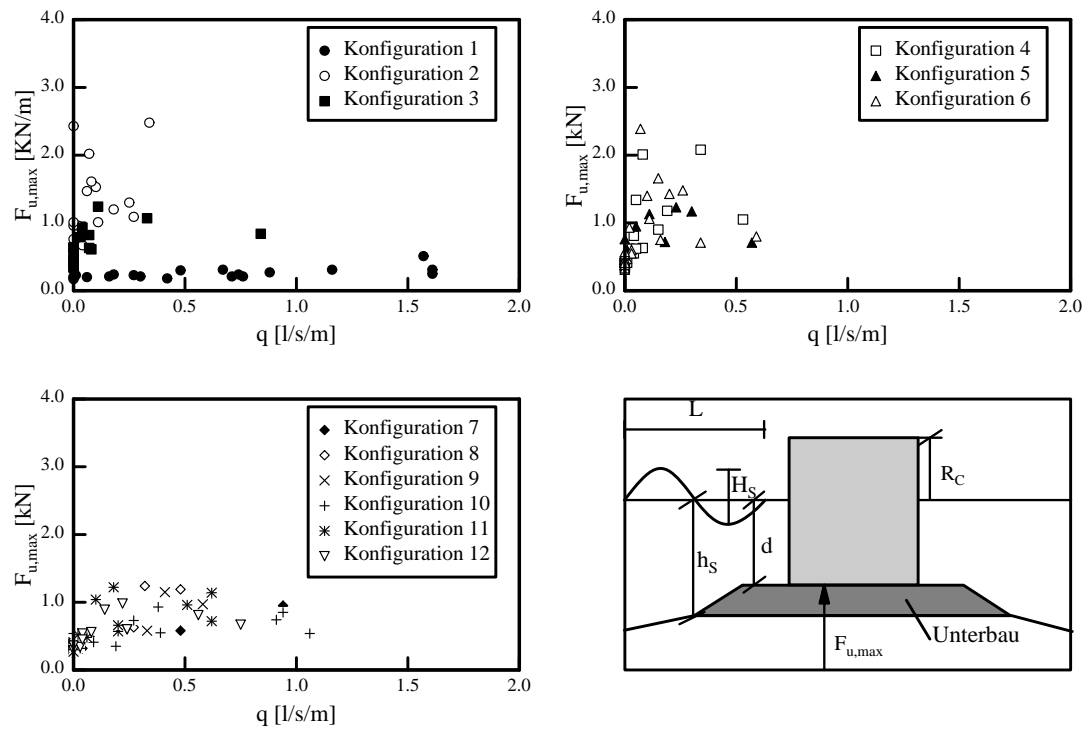 4.0
3.0
2.0
1.0
0.0
F_u,max [KN/m]
Konfiguration 1
Konfiguration 2
Konfiguration 3
0.0 0.5 1.0 1.5 2.0
q [l/s/m]
4.0
3.0
2.0
1.0
0.0
F_u,max [kN]
Konfiguration 4
Konfiguration 5
Konfiguration 6
0.0 0.5 1.0 1.5 2.0
q [l/s/m]
4.0
3.0
2.0
1.0
0.0
F_u,max [kN]
Konfiguration 7
Konfiguration 8
Konfiguration 9
Konfiguration 10
Konfiguration 11
Konfiguration 12
0.0 0.5 1.0 1.5 2.0
q [l/s/m]
L
R_C
H_S
d
h_S
Unterbau
F_u,max